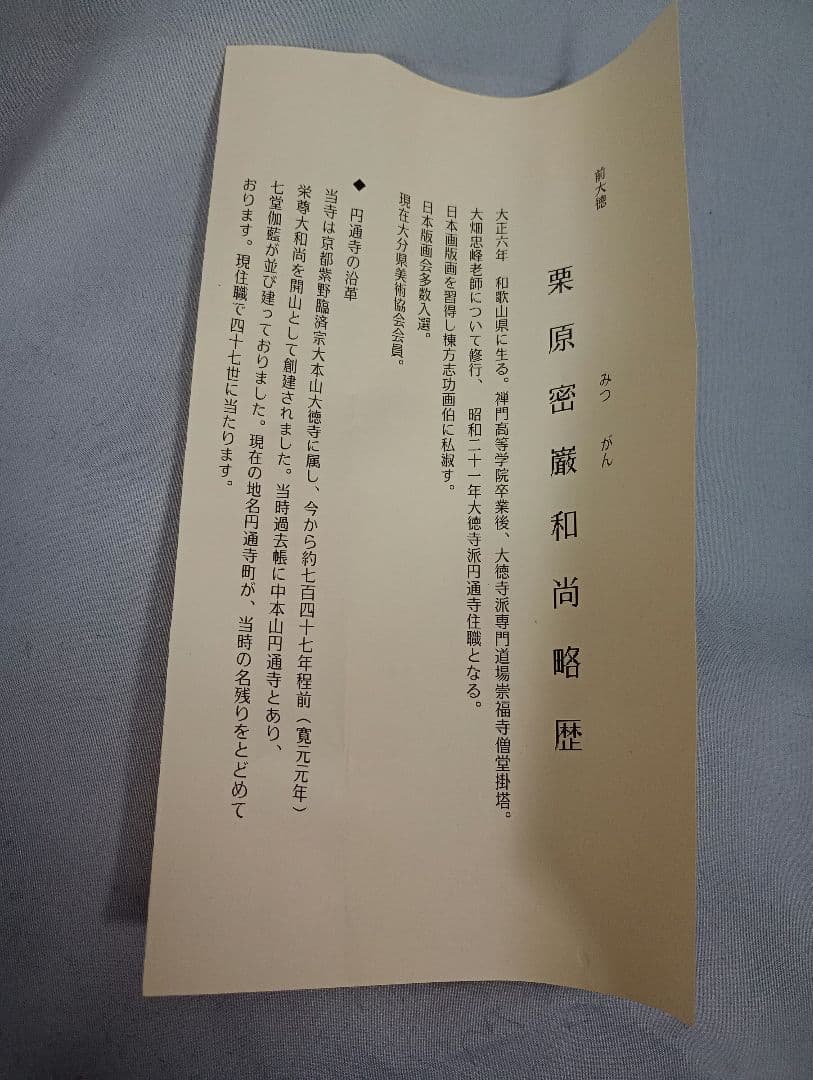 前大徳
みつ がん
栗原密巌和尚略歴
大正六年 和歌山県に生る。禅門高等学院卒業後、大徳寺派専門道場崇福寺僧堂掛塔。
大畑忠峰老師について修行、 昭和二十一年大徳寺派円通寺住職となる。
日本画版画を習得し棟方志功画伯に私淑す。
日本版画会多数入選。
現在大分県美術協会会員。
◆ 円通寺の沿革
当寺は京都紫野臨済宗大本山大徳寺に属し、今から約七百四十七年程前(寛元元年)
栄尊大和尚を開山として創建されました。当時過去帳に中本山円通寺とあり、
七堂伽藍が並び建っておりました。現在の地名円通寺町が、当時の名残りをとどめて
おります。現住職で四十七世に当たります。